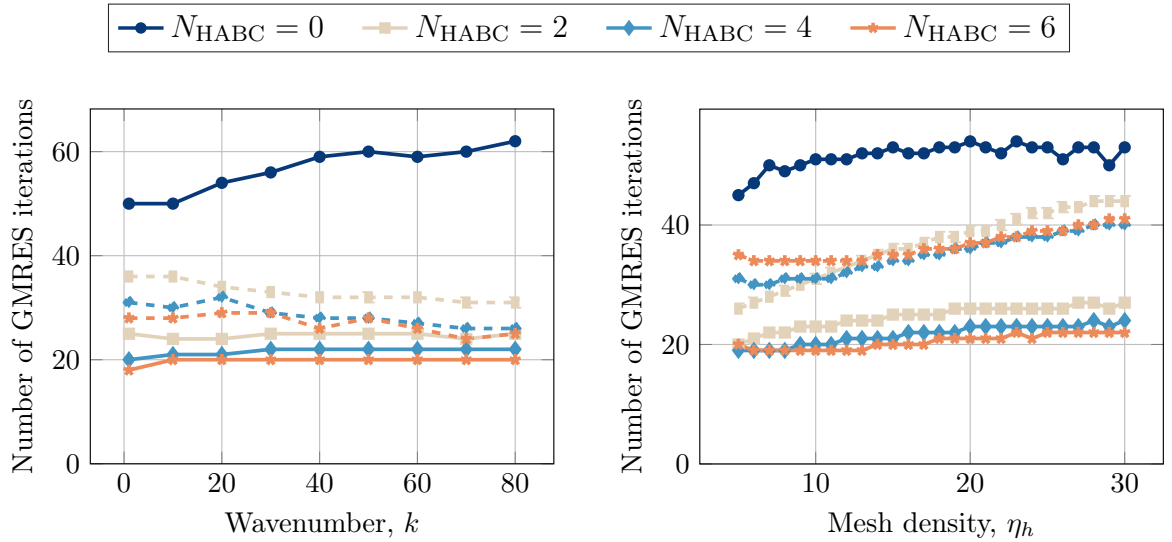 N_HABC = 0 N_HABC = 2 N_HABC = 4 N_HABC = 6
Number of GMRES iterations
60
40
20
0
0 20 40 60 80
Wavenumber, k
Number of GMRES iterations
40
20
0
10 20 30
Mesh density, η_h